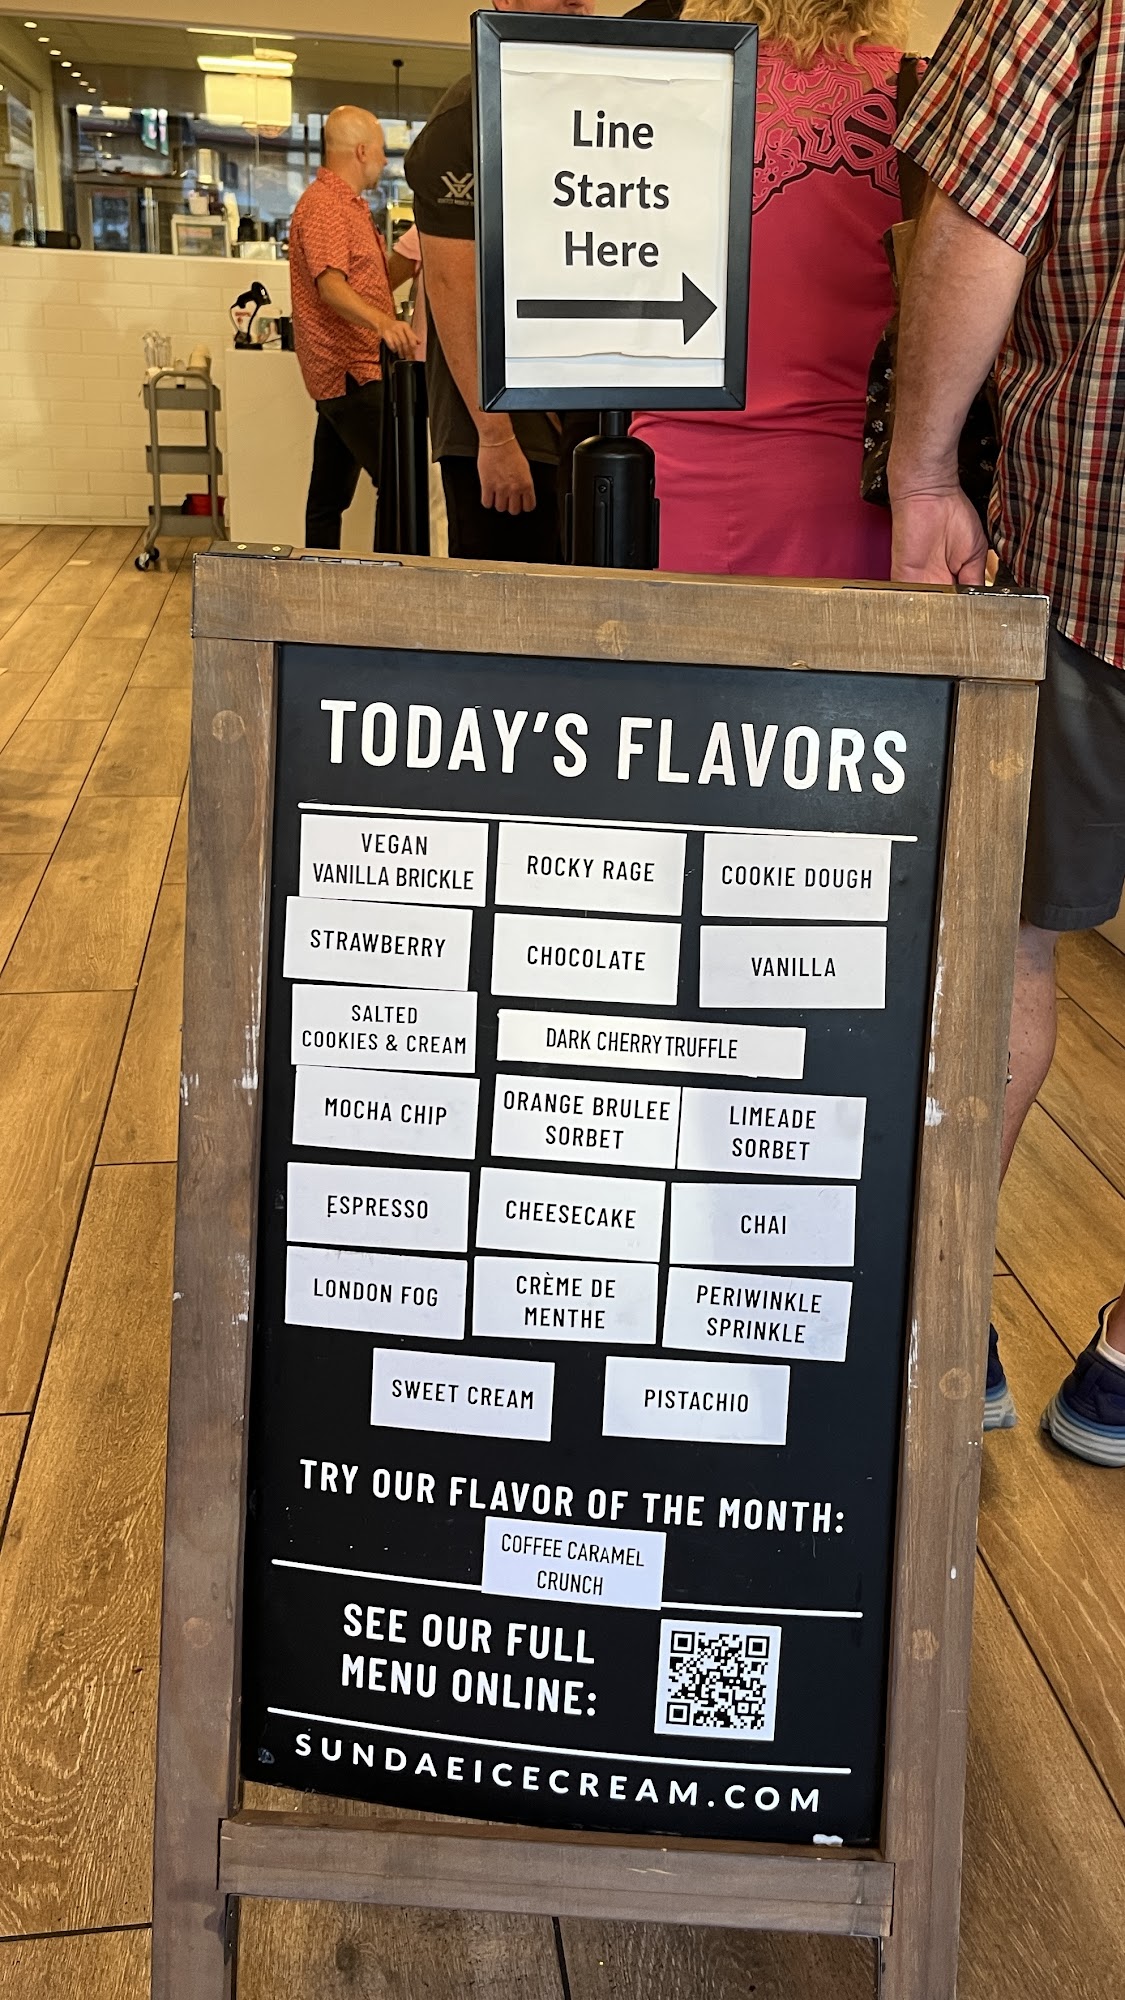 Line
Starts
Here
TODAY'S FLAVORS
VEGAN
VANILLA BRICKLE
ROCKY RAGE
COOKIE DOUGH
STRAWBERRY
CHOCOLATE
VANILLA
SALTED
COOKIES & CREAM
DARK CHERRY TRUFFLE
MOCHA CHIP
ORANGE BRULEE
SORBET
LIMEADE
SORBET
ESPRESSO
CHEESECAKE
CHAI
LONDON FOG
CRÈME DE
MENTHE
PERIWINKLE
SPRINKLE
SWEET CREAM
PISTACHIO
TRY OUR FLAVOR OF THE MONTH:
COFFEE CARAMEL
CRUNCH
SEE OUR FULL
MENU ONLINE:
SUNDAEICECREAM.COM